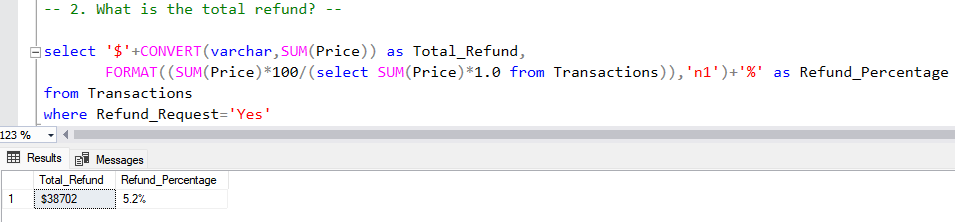 -- 2. What is the total refund? --
select '$'+CONVERT(varchar,SUM(Price)) as Total_Refund,
FORMAT((SUM(Price)*100/(select SUM(Price)*1.0 from Transactions)),'n1')+'%' as Refund_Percentage
from Transactions
where Refund_Request='Yes'
123 %
Results Messages
Total_Refund Refund_Percentage
1 $38702 5.2%